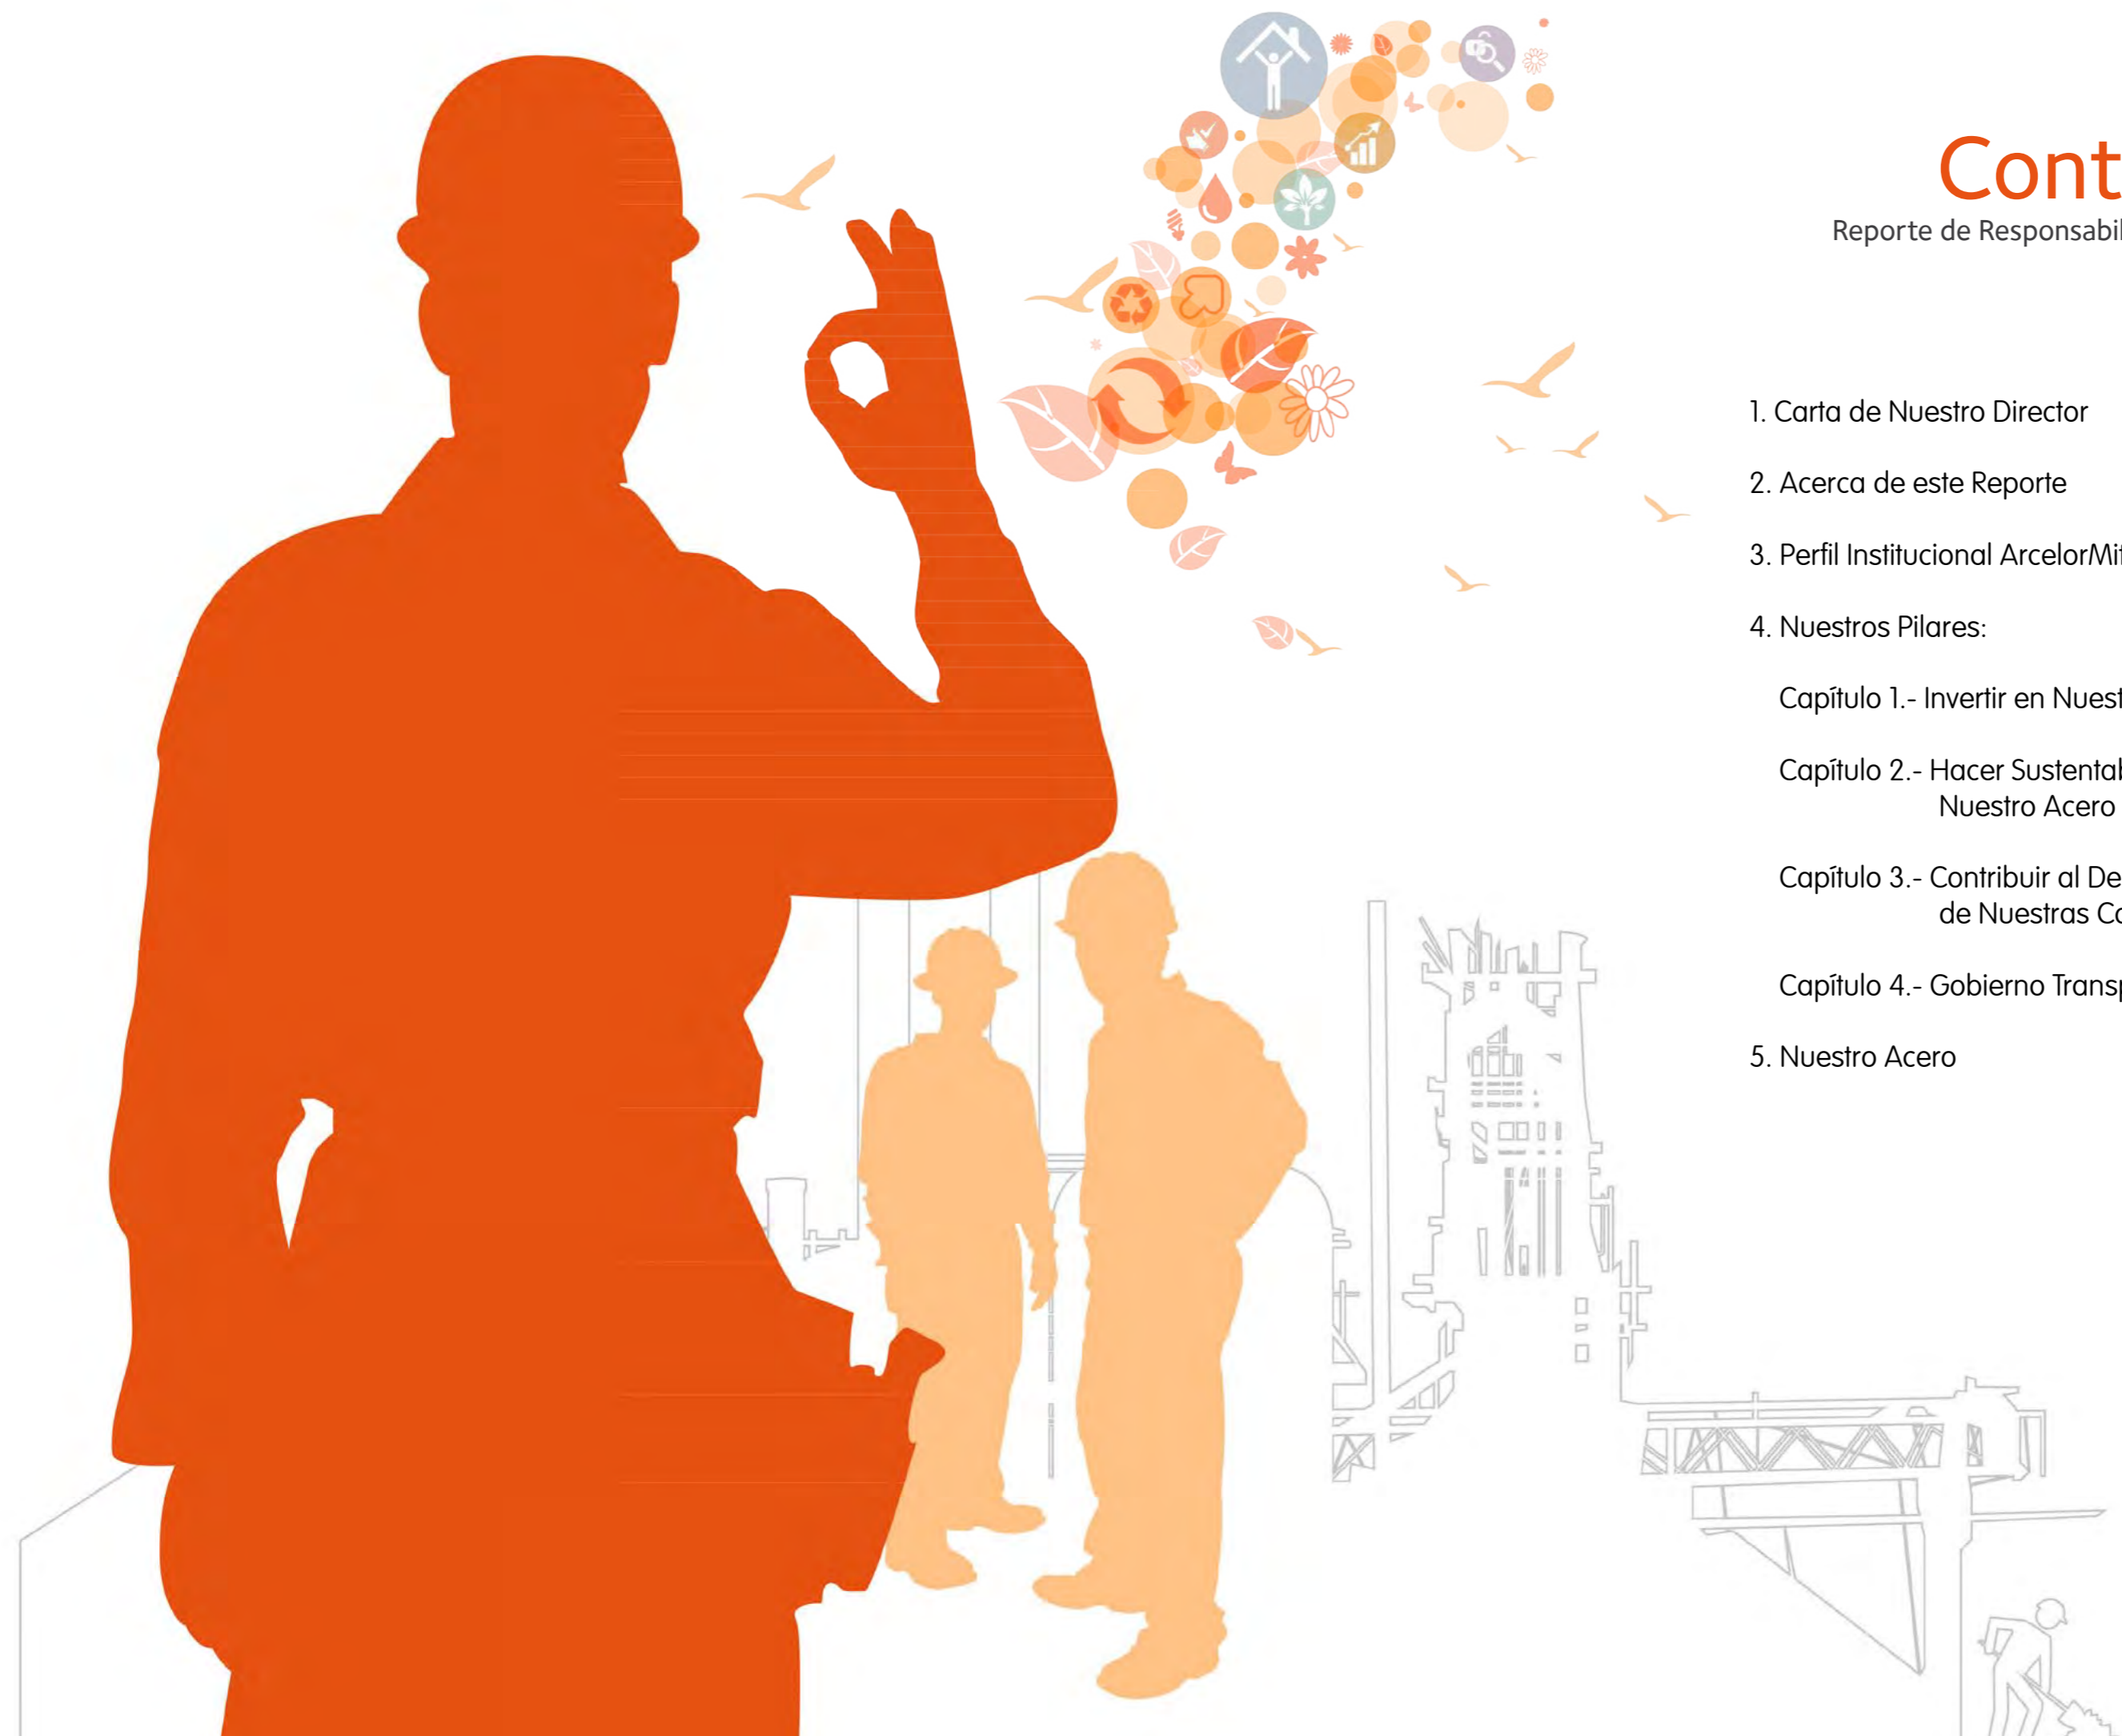 Cont
Reporte de Responsabil
1. Carta de Nuestro Director
2. Acerca de este Reporte
3. Perfil Institucional ArcelorMit
4. Nuestros Pilares:
Capítulo 1.- Invertir en Nuest
Capítulo 2.- Hacer Sustentab
Nuestro Acero
Capítulo 3.- Contribuir al De
de Nuestras Co
Capítulo 4.- Gobierno Transp
5. Nuestro Acero